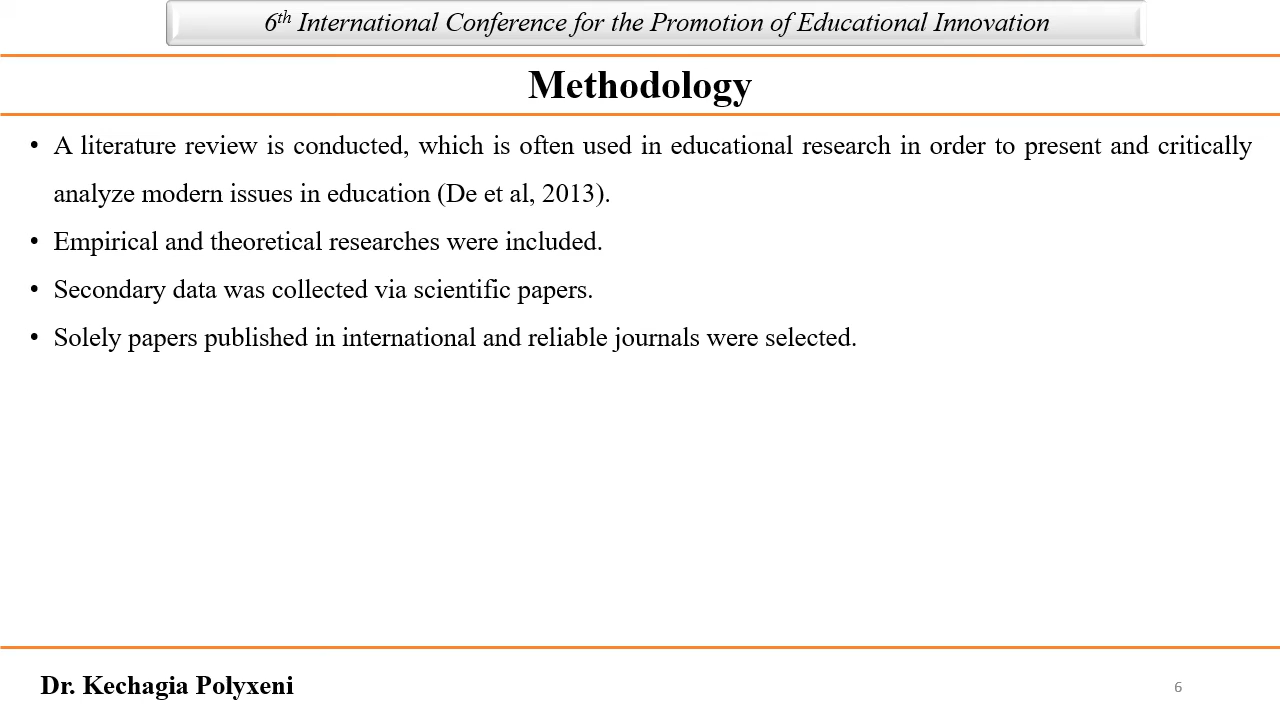 6th International Conference for the Promotion of Educational Innovation
Methodology
• A literature review is conducted, which is often used in educational research in order to present and critically
analyze modern issues in education (De et al, 2013).
• Empirical and theoretical researches were included.
• Secondary data was collected via scientific papers.
• Solely papers published in international and reliable journals were selected.
Dr. Kechagia Polyxeni
6